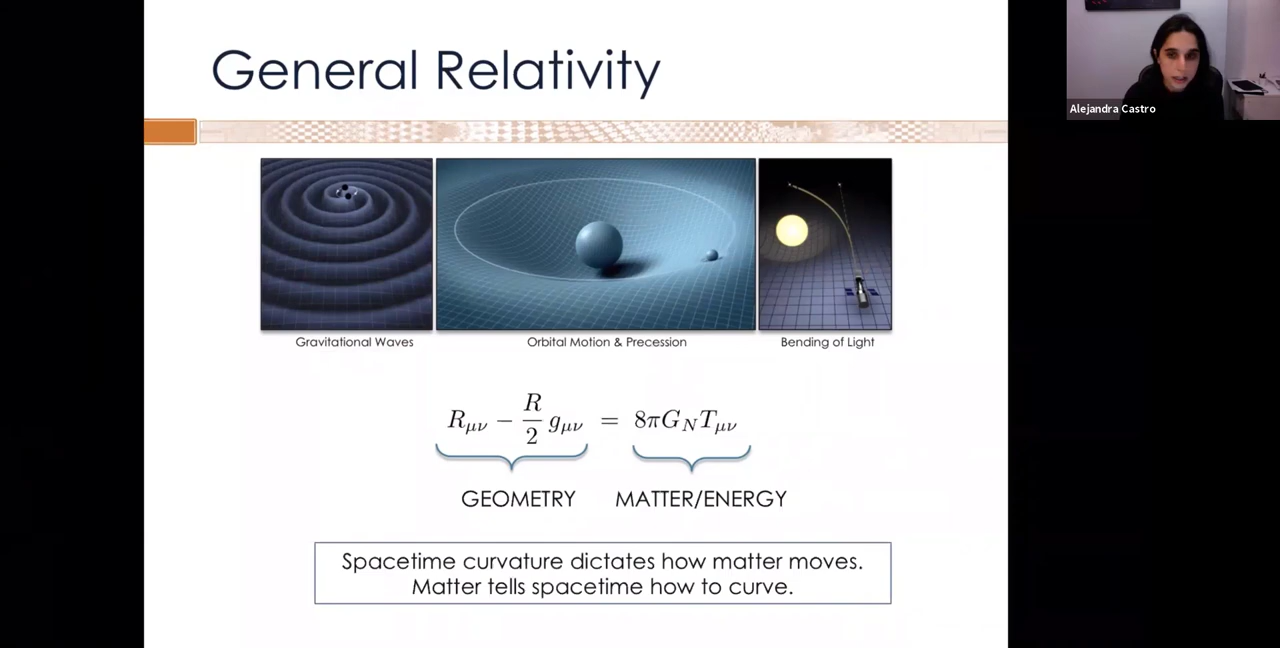 General Relativity
Alejandra Castro
Gravitational Waves
Orbital Motion & Precession
Bending of Light
R_{μν} − \frac{R}{2} g_{μν} = 8πG_N T_{μν}
GEOMETRY
MATTER/ENERGY
Spacetime curvature dictates how matter moves.
Matter tells spacetime how to curve.